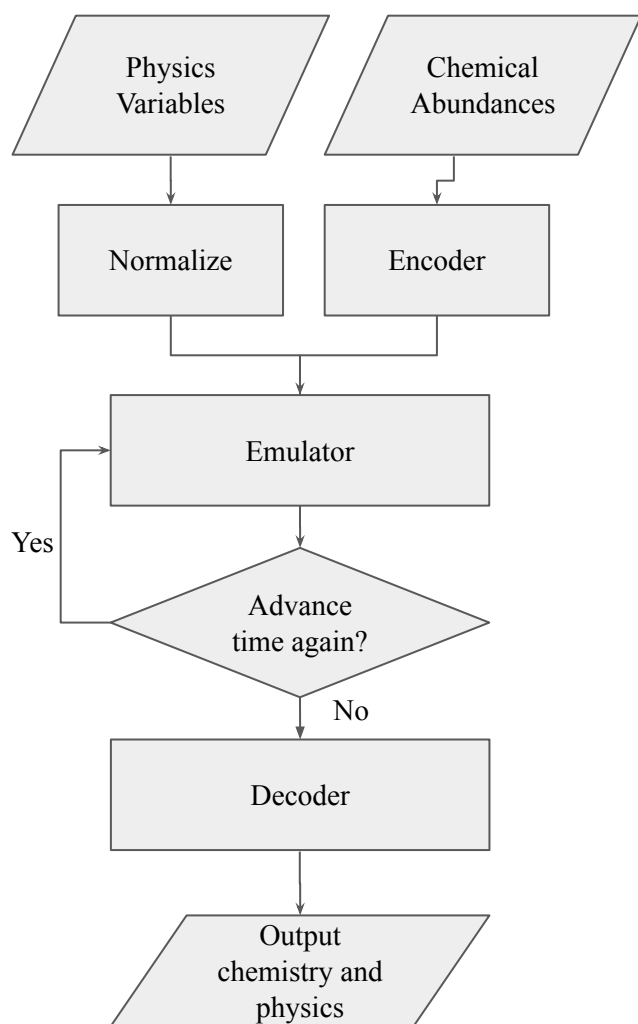 Physics
Variables
Chemical
Abundances
Normalize
Encoder
Emulator
Yes
Advance
time again?
No
Decoder
Output
chemistry and
physics